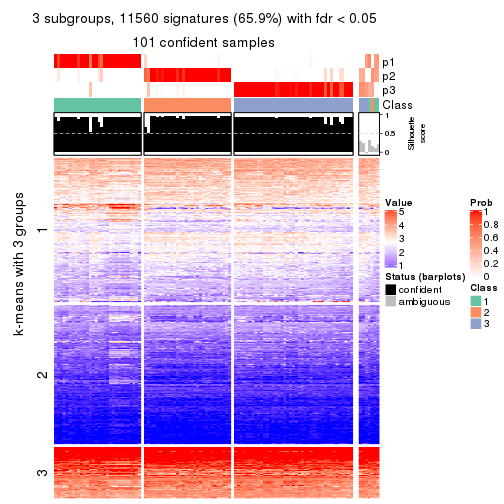 3 subgroups, 11560 signatures (65.9%) with fdr < 0.05
101 confident samples
p1
p2
p3
Class
1
0.5
0
Silhouette
score
k-means with 3 groups
1
2
3
Value
5
4
3
2
1
Status (barplots)
confident
ambiguous
Prob
1
0.8
0.6
0.4
0.2
0
Class
1
2
3